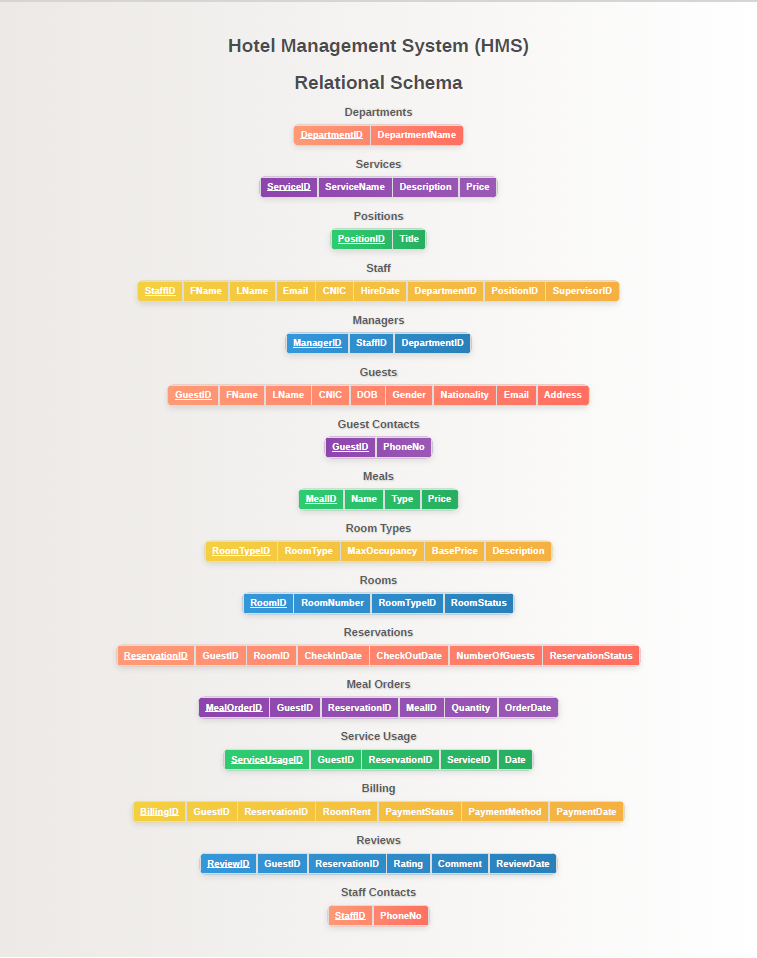 Hotel Management System (HMS)
Relational Schema
Departments
DepartmentID DepartmentName
Services
ServiceID ServiceName Description Price
Positions
PositionID Title
Staff
StaffID FName LName Email CNIC HireDate DepartmentID PositionID SupervisorID
Managers
ManagerID StaffID DepartmentID
Guests
GuestID FName LName CNIC DOB Gender Nationality Email Address
Guest Contacts
GuestID PhoneNo
Meals
MealID Name Type Price
Room Types
RoomTypeID RoomType MaxOccupancy BasePrice Description
Rooms
RoomID RoomNumber RoomTypeID RoomStatus
Reservations
ReservationID GuestID RoomID CheckInDate CheckOutDate NumberOfGuests ReservationStatus
Meal Orders
MealOrderID GuestID ReservationID MealID Quantity OrderDate
Service Usage
ServiceUsageID GuestID ReservationID ServiceID Date
Billing
BillingID GuestID ReservationID RoomRent PaymentStatus PaymentMethod PaymentDate
Reviews
ReviewID GuestID ReservationID Rating Comment ReviewDate
Staff Contacts
StaffID PhoneNo